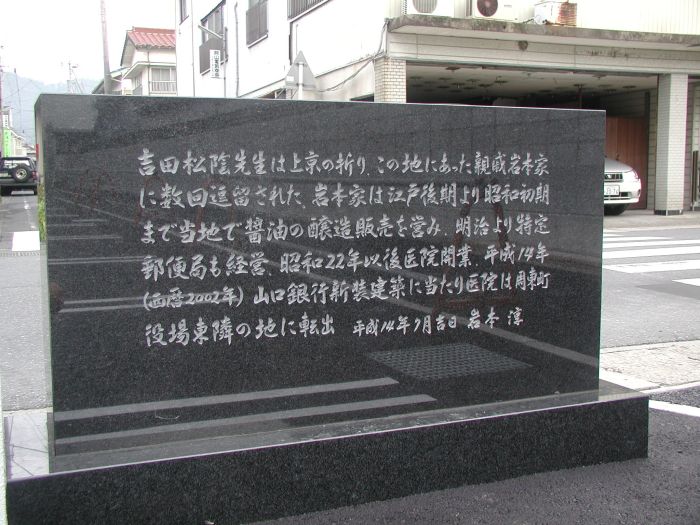 吉田松陰先生は上京の折り、この地にあった親戚岩本家
に数回逗留された、岩本家は江戸後期より昭和初期
まで当地で醤油の醸造販売を営み、明治より特定
郵便局も経営、昭和22年以後医院開業、平成14年
(西暦2002年)山口銀行新装建築に当たり医院は周東町
役場東隣の地に転出 平成14年7月吉日 岩本 淳